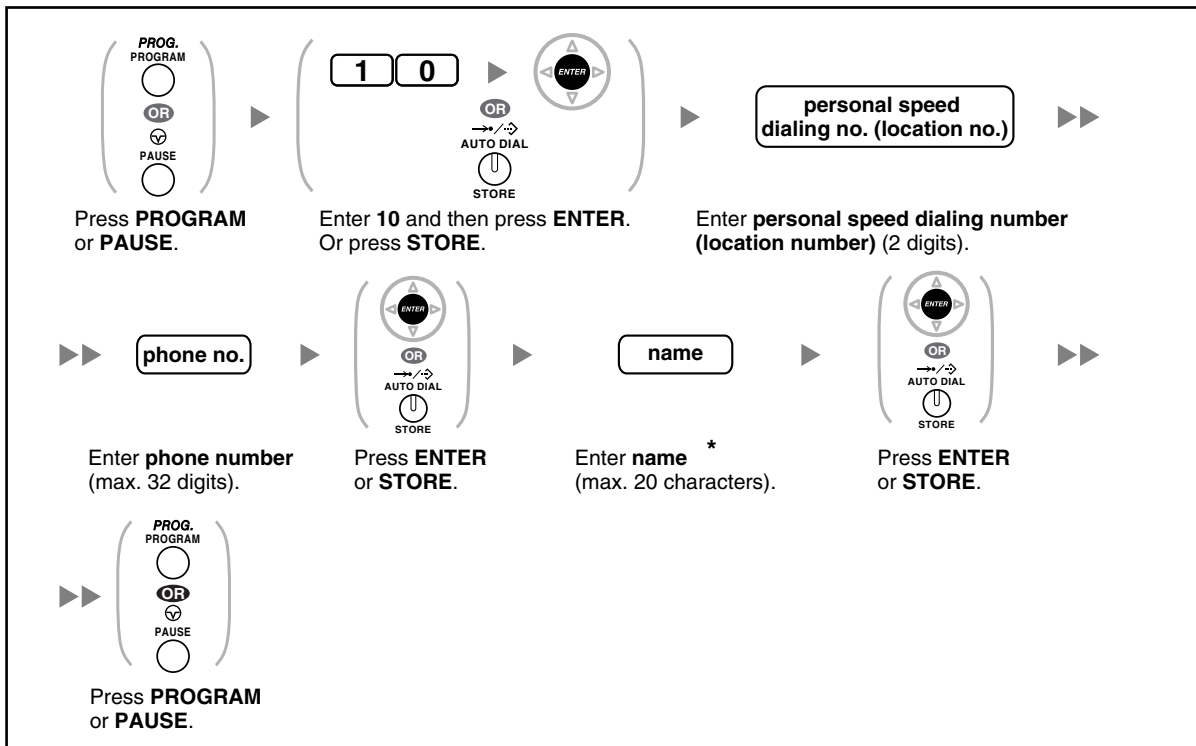 PROG.
PROGRAM
OR
PAUSE
Press PROGRAM
or PAUSE.
1 0
ENTER
OR
AUTO DIAL
STORE
Enter 10 and then press ENTER.
Or press STORE.
personal speed
dialing no. (location no.)
Enter personal speed dialing number
(location number) (2 digits).
phone no.
Enter phone number
(max. 32 digits).
ENTER
OR
AUTO DIAL
STORE
Press ENTER
or STORE.
name
Enter name *
(max. 20 characters).
ENTER
OR
AUTO DIAL
STORE
Press ENTER
or STORE.
PROG.
PROGRAM
OR
PAUSE
Press PROGRAM
or PAUSE.